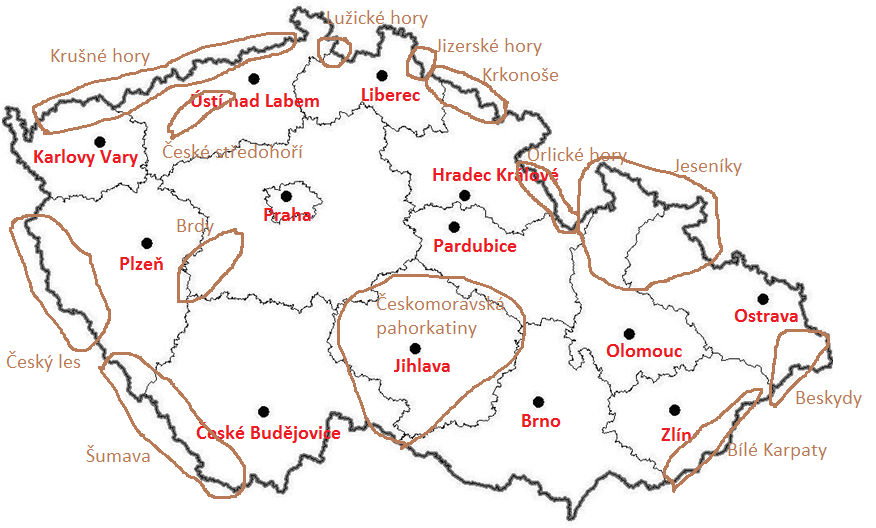 Lužické hory
Krušné hory
Jizerské hory
Krkonoše
Ústí nad Labem
Liberec
Karlovy Vary
České středohoří
Orlické hory
Jeseníky
Hradec Králové
Praha
Brdy
Pardubice
Plzeň
Českomoravská
pahorkatiny
Ostrava
Olomouc
Český les
Jihlava
Beskydy
Brno
České Budějovice
Zlín
Šumava
Bílé Karpaty